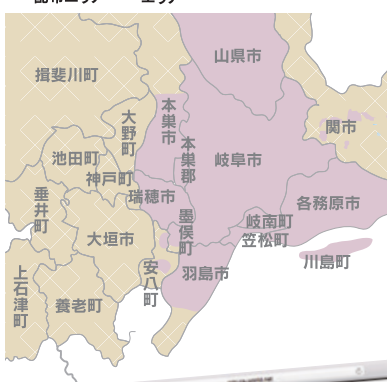 山県市
揖斐川町
本巣市
大野町
関市
本巣郡
池田町
岐阜市
神戸町
瑞穂市
垂井町
各務原市
墨俣町
岐南町
大垣市
笠松町
安八町
川島町
羽島市
上石津町
養老町